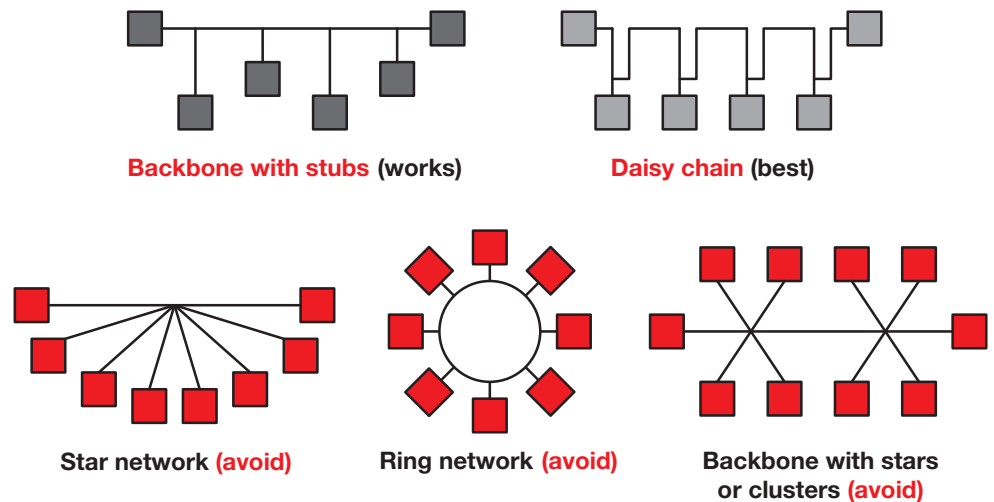 Backbone with stubs (works)
Daisy chain (best)
Star network (avoid)
Ring network (avoid)
Backbone with stars
or clusters (avoid)